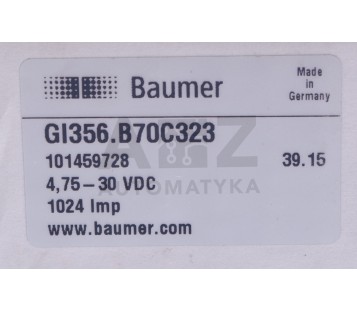 Baumer
Made
in
Germany
GI356.B70C323
101459728
39.15
4,75-30 VDC
1024 Imp
www.baumer.com
AUTOMATYKA